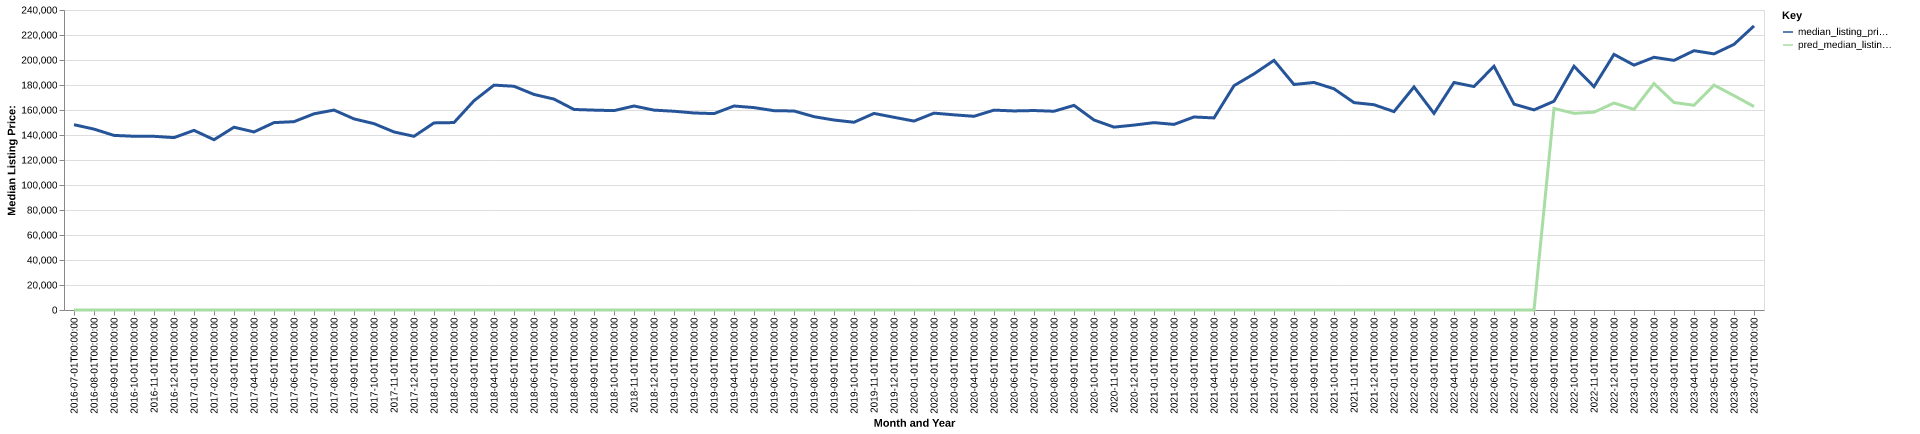 240,000
220,000
200,000
180,000
160,000
140,000
120,000
100,000
80,000
60,000
40,000
20,000
0
Median Listing Price:
2016-07-01T00:00:00
2016-08-01T00:00:00
2016-09-01T00:00:00
2016-10-01T00:00:00
2016-11-01T00:00:00
2016-12-01T00:00:00
2017-01-01T00:00:00
2017-02-01T00:00:00
2017-03-01T00:00:00
2017-04-01T00:00:00
2017-05-01T00:00:00
2017-06-01T00:00:00
2017-07-01T00:00:00
2017-08-01T00:00:00
2017-09-01T00:00:00
2017-10-01T00:00:00
2017-11-01T00:00:00
2017-12-01T00:00:00
2018-01-01T00:00:00
2018-02-01T00:00:00
2018-03-01T00:00:00
2018-04-01T00:00:00
2018-05-01T00:00:00
2018-06-01T00:00:00
2018-07-01T00:00:00
2018-08-01T00:00:00
2018-09-01T00:00:00
2018-10-01T00:00:00
2018-11-01T00:00:00
2018-12-01T00:00:00
2019-01-01T00:00:00
2019-02-01T00:00:00
2019-03-01T00:00:00
2019-04-01T00:00:00
2019-05-01T00:00:00
2019-06-01T00:00:00
2019-07-01T00:00:00
2019-08-01T00:00:00
2019-09-01T00:00:00
2019-10-01T00:00:00
2019-11-01T00:00:00
2019-12-01T00:00:00
2020-01-01T00:00:00
2020-02-01T00:00:00
2020-03-01T00:00:00
2020-04-01T00:00:00
2020-05-01T00:00:00
2020-06-01T00:00:00
2020-07-01T00:00:00
2020-08-01T00:00:00
2020-09-01T00:00:00
2020-10-01T00:00:00
2020-11-01T00:00:00
2020-12-01T00:00:00
2021-01-01T00:00:00
2021-02-01T00:00:00
2021-03-01T00:00:00
2021-04-01T00:00:00
2021-05-01T00:00:00
2021-06-01T00:00:00
2021-07-01T00:00:00
2021-08-01T00:00:00
2021-09-01T00:00:00
2021-10-01T00:00:00
2021-11-01T00:00:00
2021-12-01T00:00:00
2022-01-01T00:00:00
2022-02-01T00:00:00
2022-03-01T00:00:00
2022-04-01T00:00:00
2022-05-01T00:00:00
2022-06-01T00:00:00
2022-07-01T00:00:00
2022-08-01T00:00:00
2022-09-01T00:00:00
2022-10-01T00:00:00
2022-11-01T00:00:00
2022-12-01T00:00:00
2023-01-01T00:00:00
2023-02-01T00:00:00
2023-03-01T00:00:00
2023-04-01T00:00:00
2023-05-01T00:00:00
2023-06-01T00:00:00
2023-07-01T00:00:00
Month and Year
Key
median_listing_pri…
pred_median_listin…